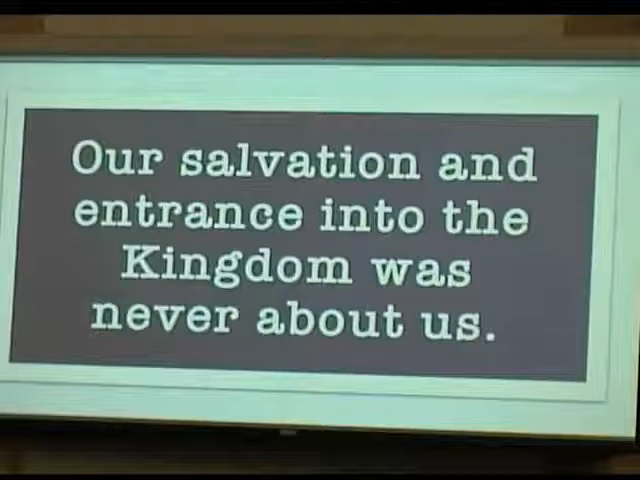 Our salvation and
entrance into the
Kingdom was
never about us.